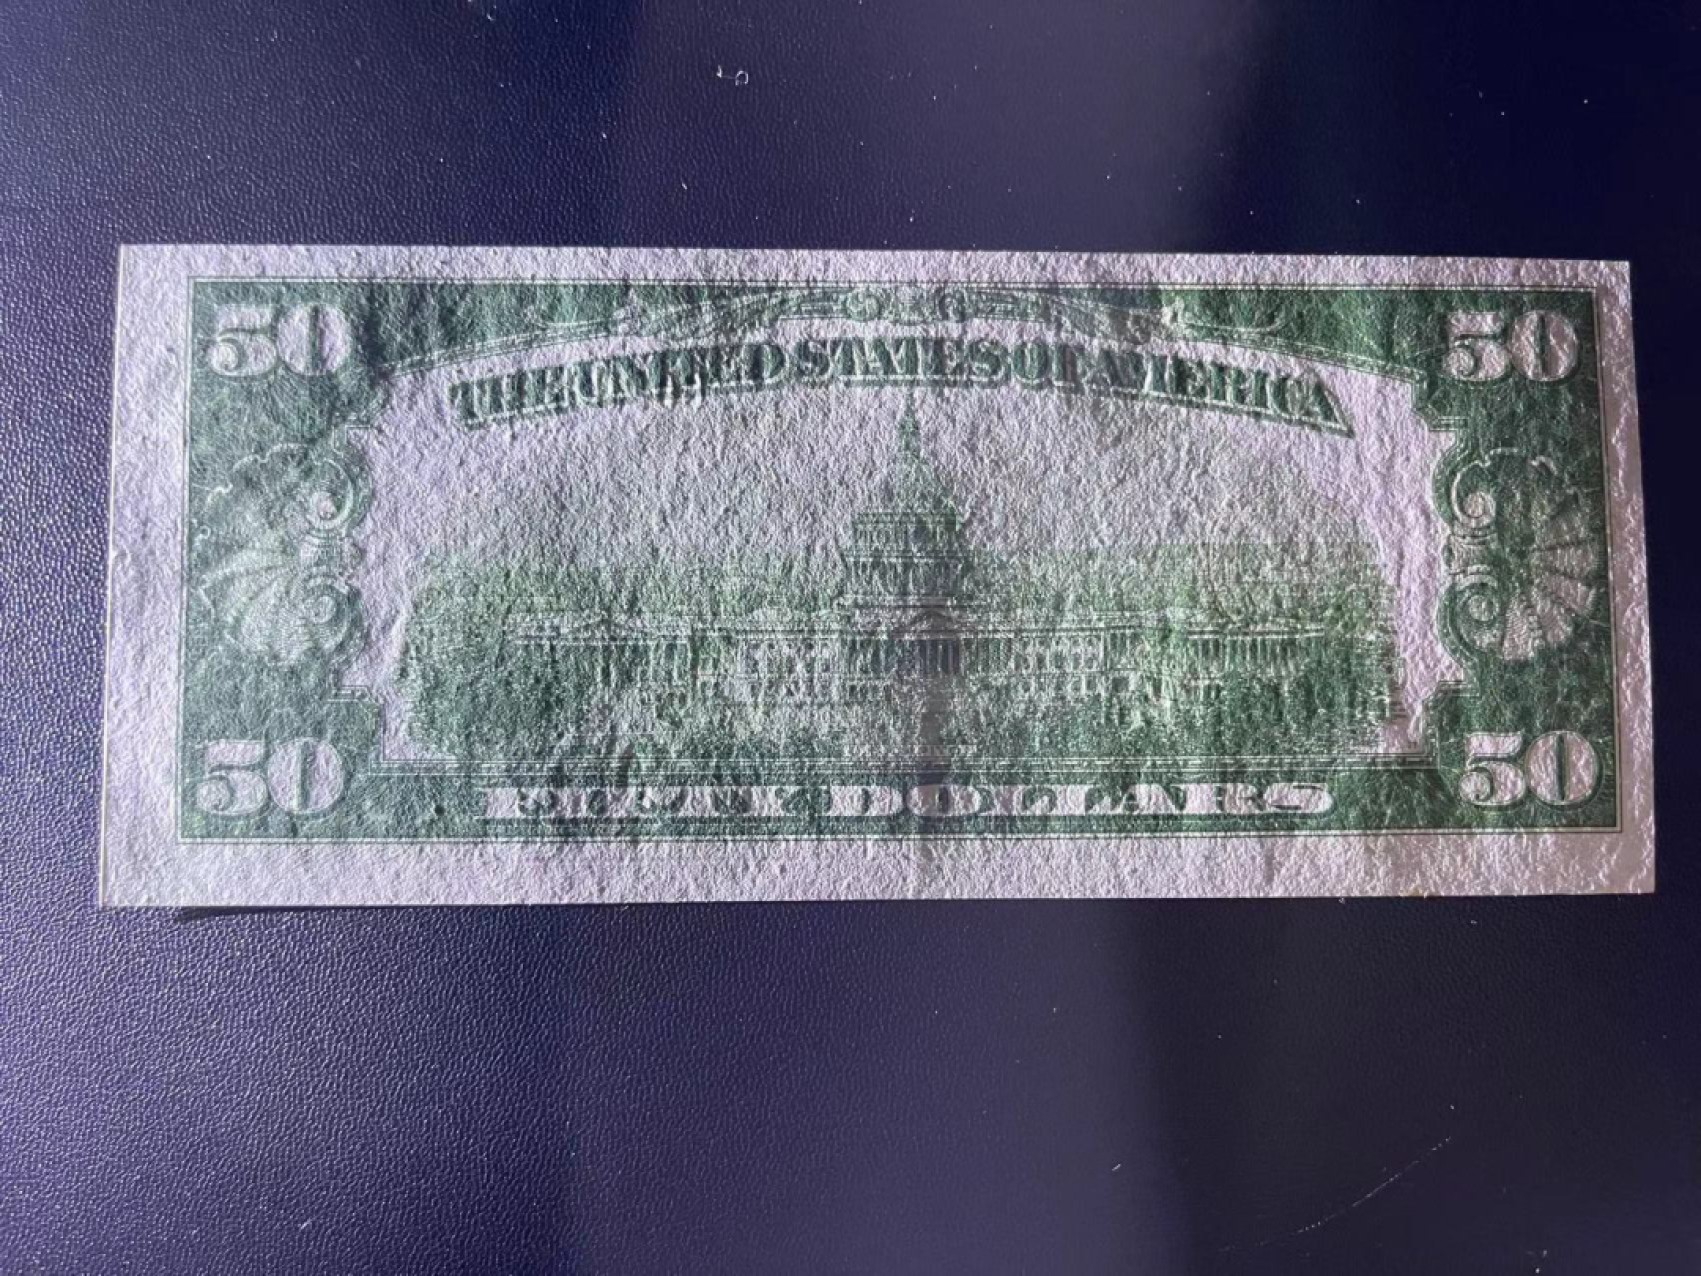 50 50
THE UNITED STATES OF AMERICA
50 50
FIFTY DOLLARS